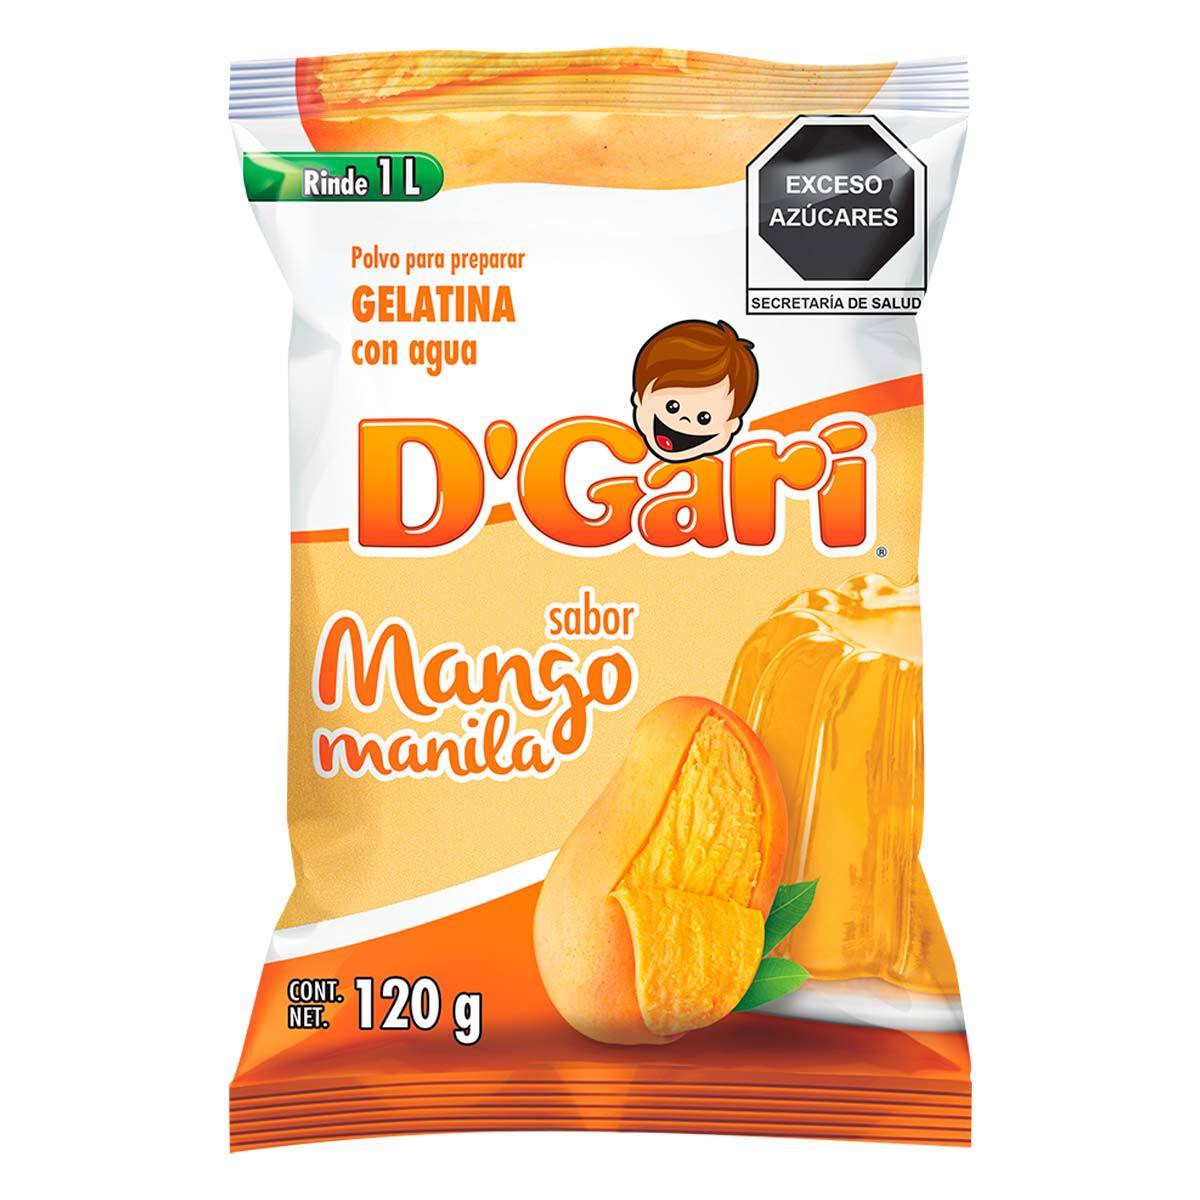 Rinde 1 L
EXCESO
AZÚCARES
SECRETARÍA DE SALUD
Polvo para preparar
GELATINA
con agua
D'Gari®
sabor
Mango
manila
CONT.
NET. 120 g